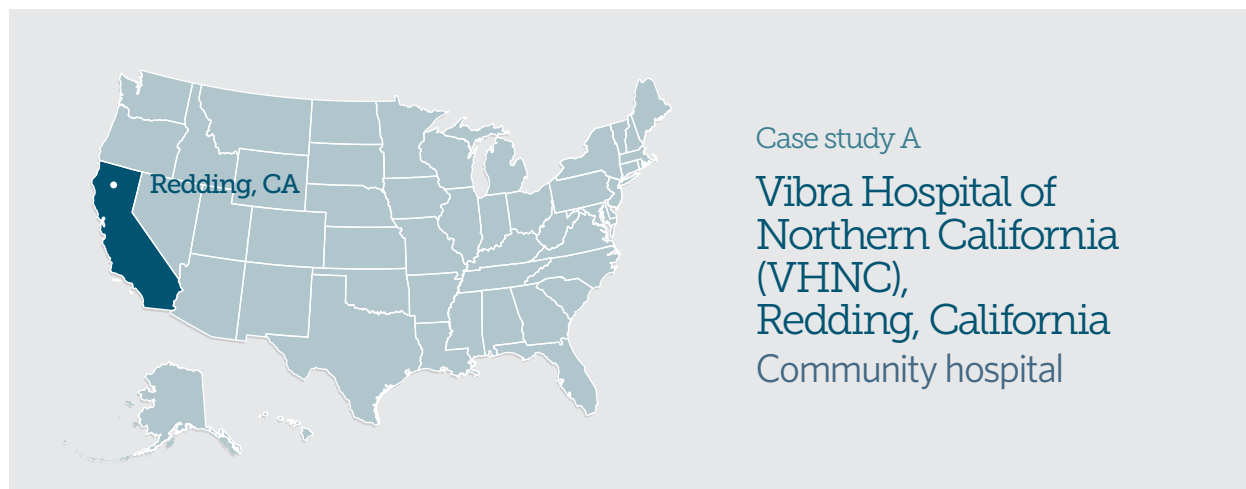 Redding, CA
Case study A
Vibra Hospital of
Northern California
(VHNC),
Redding, California
Community hospital